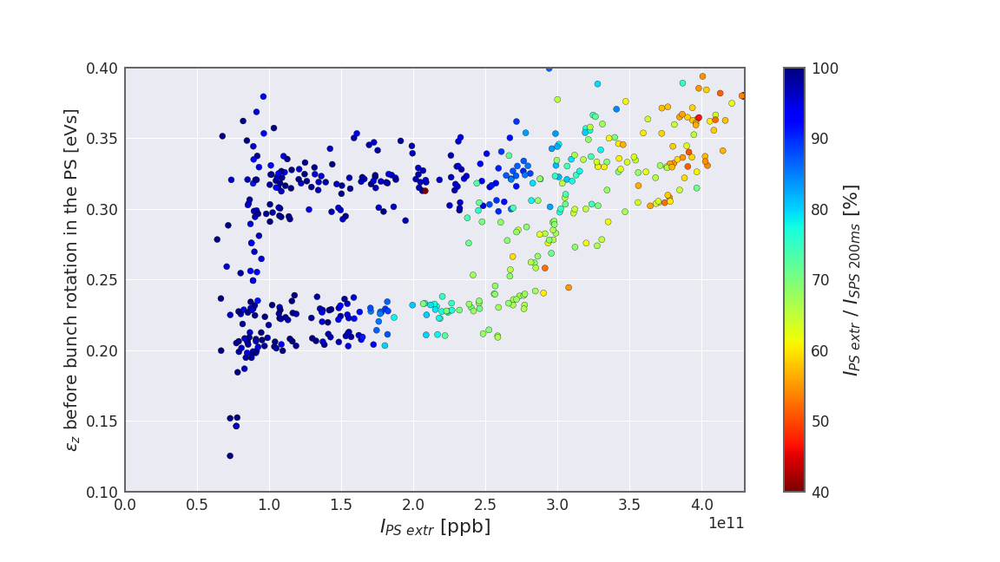 0.40
0.35
0.30
0.25
0.20
0.15
0.10
εz before bunch rotation in the PS [eVs]
0.0 0.5 1.0 1.5 2.0 2.5 3.0 3.5 4.0
1e11
IPS extr [ppb]
100
90
80
70
60
50
40
IPS extr / ISPS 200ms [%]